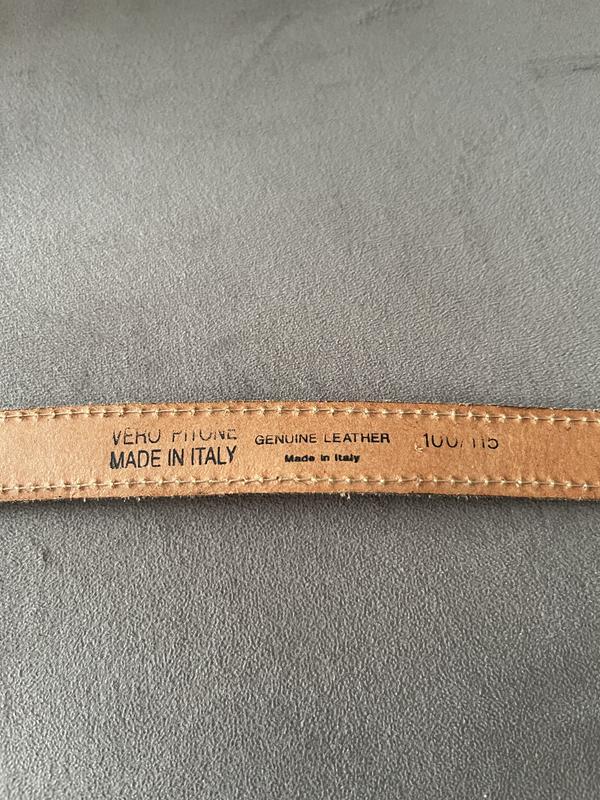 VERO PITONE
MADE IN ITALY
GENUINE LEATHER
Made in Italy
100/115